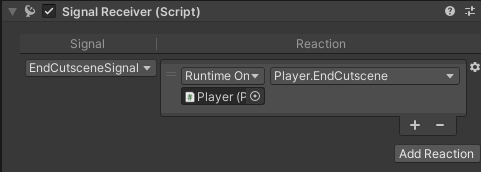 Signal Receiver (Script)
Signal Reaction
EndCutsceneSignal Runtime On Player.EndCutscene
Player (P
Add Reaction